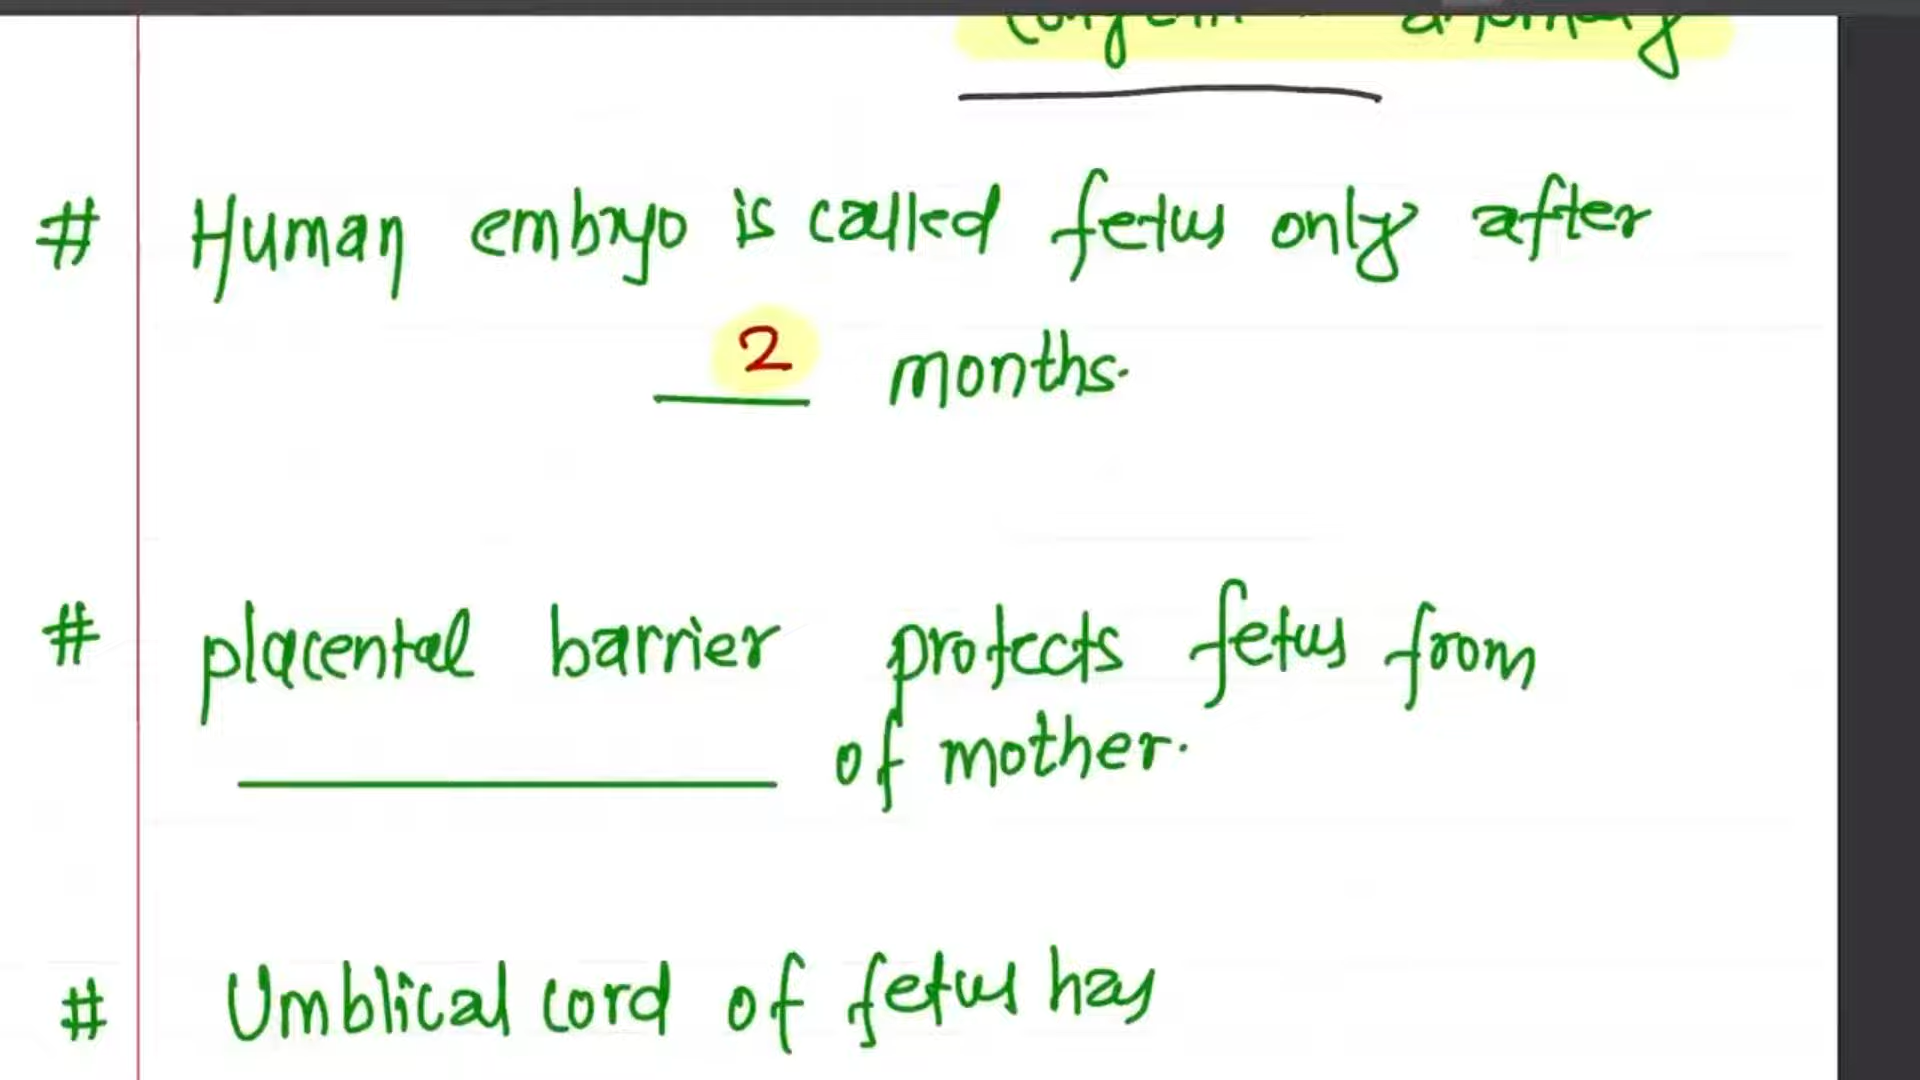 # Human embryo is called fetus only after
2 months.
# placental barrier protects fetus from
of mother.
# Umblical cord of fetus has